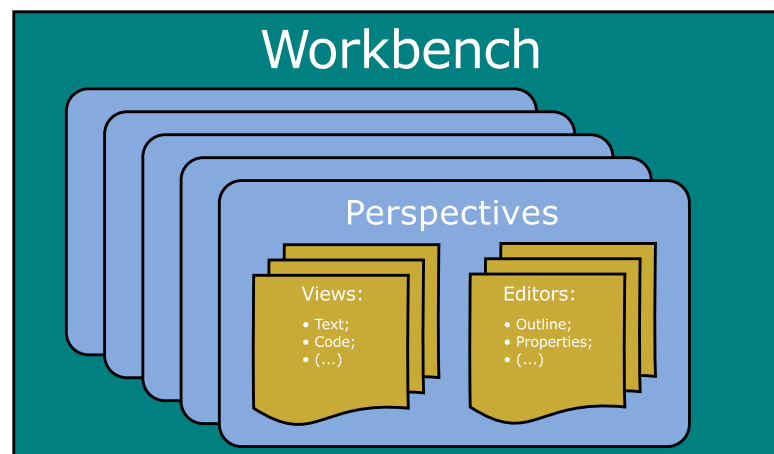 Workbench
Perspectives
Views:
• Text;
• Code;
• (...)
Editors:
• Outline;
• Properties;
• (...)